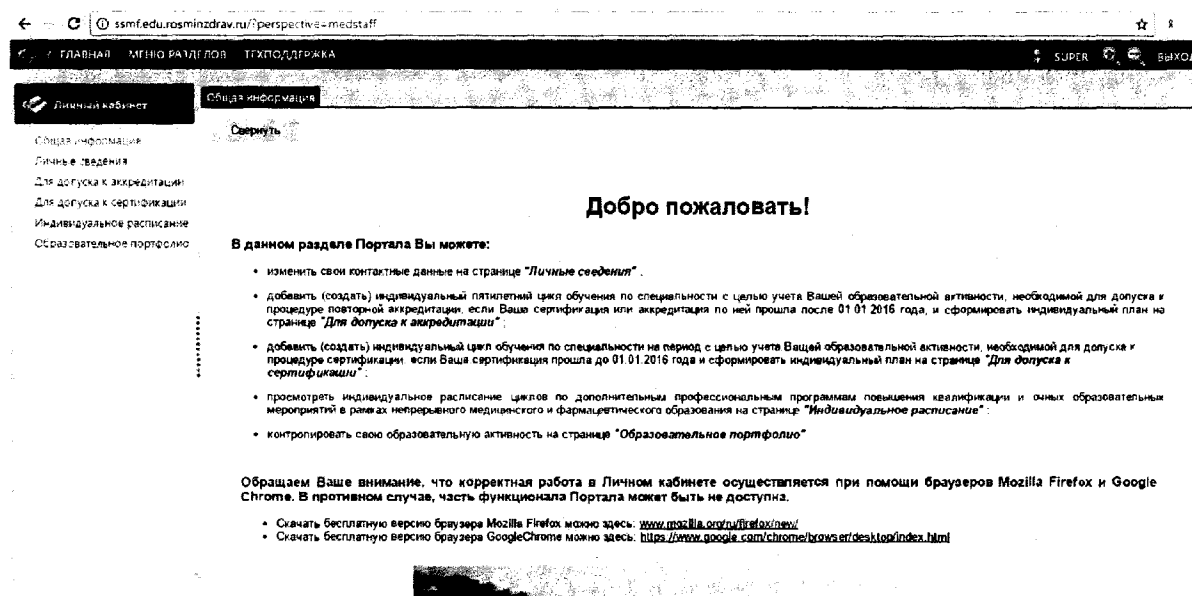 ssmf.edu.rosminzdrav.ru/?perspective=medstaff
ГЛАВНАЯ МЕНЮ РАЗДЕЛОВ ТЕХПОДДЕРЖКА SUPER ВЫХОД
Личный кабинет
Общая информация
Свернуть
Общая информация
Личные сведения
Для допуска к аккредитации
Для допуска к сертификации
Индивидуальное расписание
Образовательное портфолио
Добро пожаловать!
В данном разделе Портала Вы можете:
• изменить свои контактные данные на странице "Личные сведения" .
• добавить (создать) индивидуальный пятилетний цикл обучения по специальности с целью учета Вашей образовательной активности, необходимой для допуска к
процедуре повторной аккредитации, если Ваша сертификация или аккредитация по ней прошла после 01.01.2016 года, и сформировать индивидуальный план на
странице "Для допуска к аккредитации" ;
• добавить (создать) индивидуальный цикл обучения по специальности на период с целью учета Вашей образовательной активности, необходимой для допуска к
процедуре сертификации, если Ваша сертификация прошла до 01.01.2016 года и сформировать индивидуальный план на странице "Для допуска к
сертификации" ;
• просмотреть индивидуальное расписание циклов по дополнительным профессиональным программам повышения квалификации и очных образовательных
мероприятий в рамках непрерывного медицинского и фармацевтического образования на странице "Индивидуальное расписание" ;
• контролировать свою образовательную активность на странице "Образовательное портфолио"
Обращаем Ваше внимание, что корректная работа в Личном кабинете осуществляется при помощи браузеров Mozilla Firefox и Google
Chrome. В противном случае, часть функционала Портала может быть не доступна.
• Скачать бесплатную версию браузера Mozilla Firefox можно здесь: www.mozilla.org/ru/firefox/new/
• Скачать бесплатную версию браузера GoogleChrome можно здесь: https://www.google.com/chrome/browser/desktop/index.html